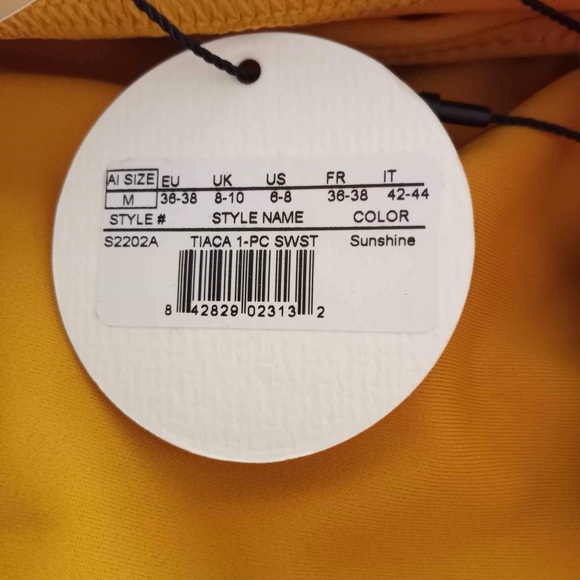 AI SIZE EU UK US FR IT
M 36-38 8-10 6-8 36-38 42-44
STYLE # STYLE NAME COLOR
S2202A TIACA 1-PC SWST Sunshine
8 42829 02313 2